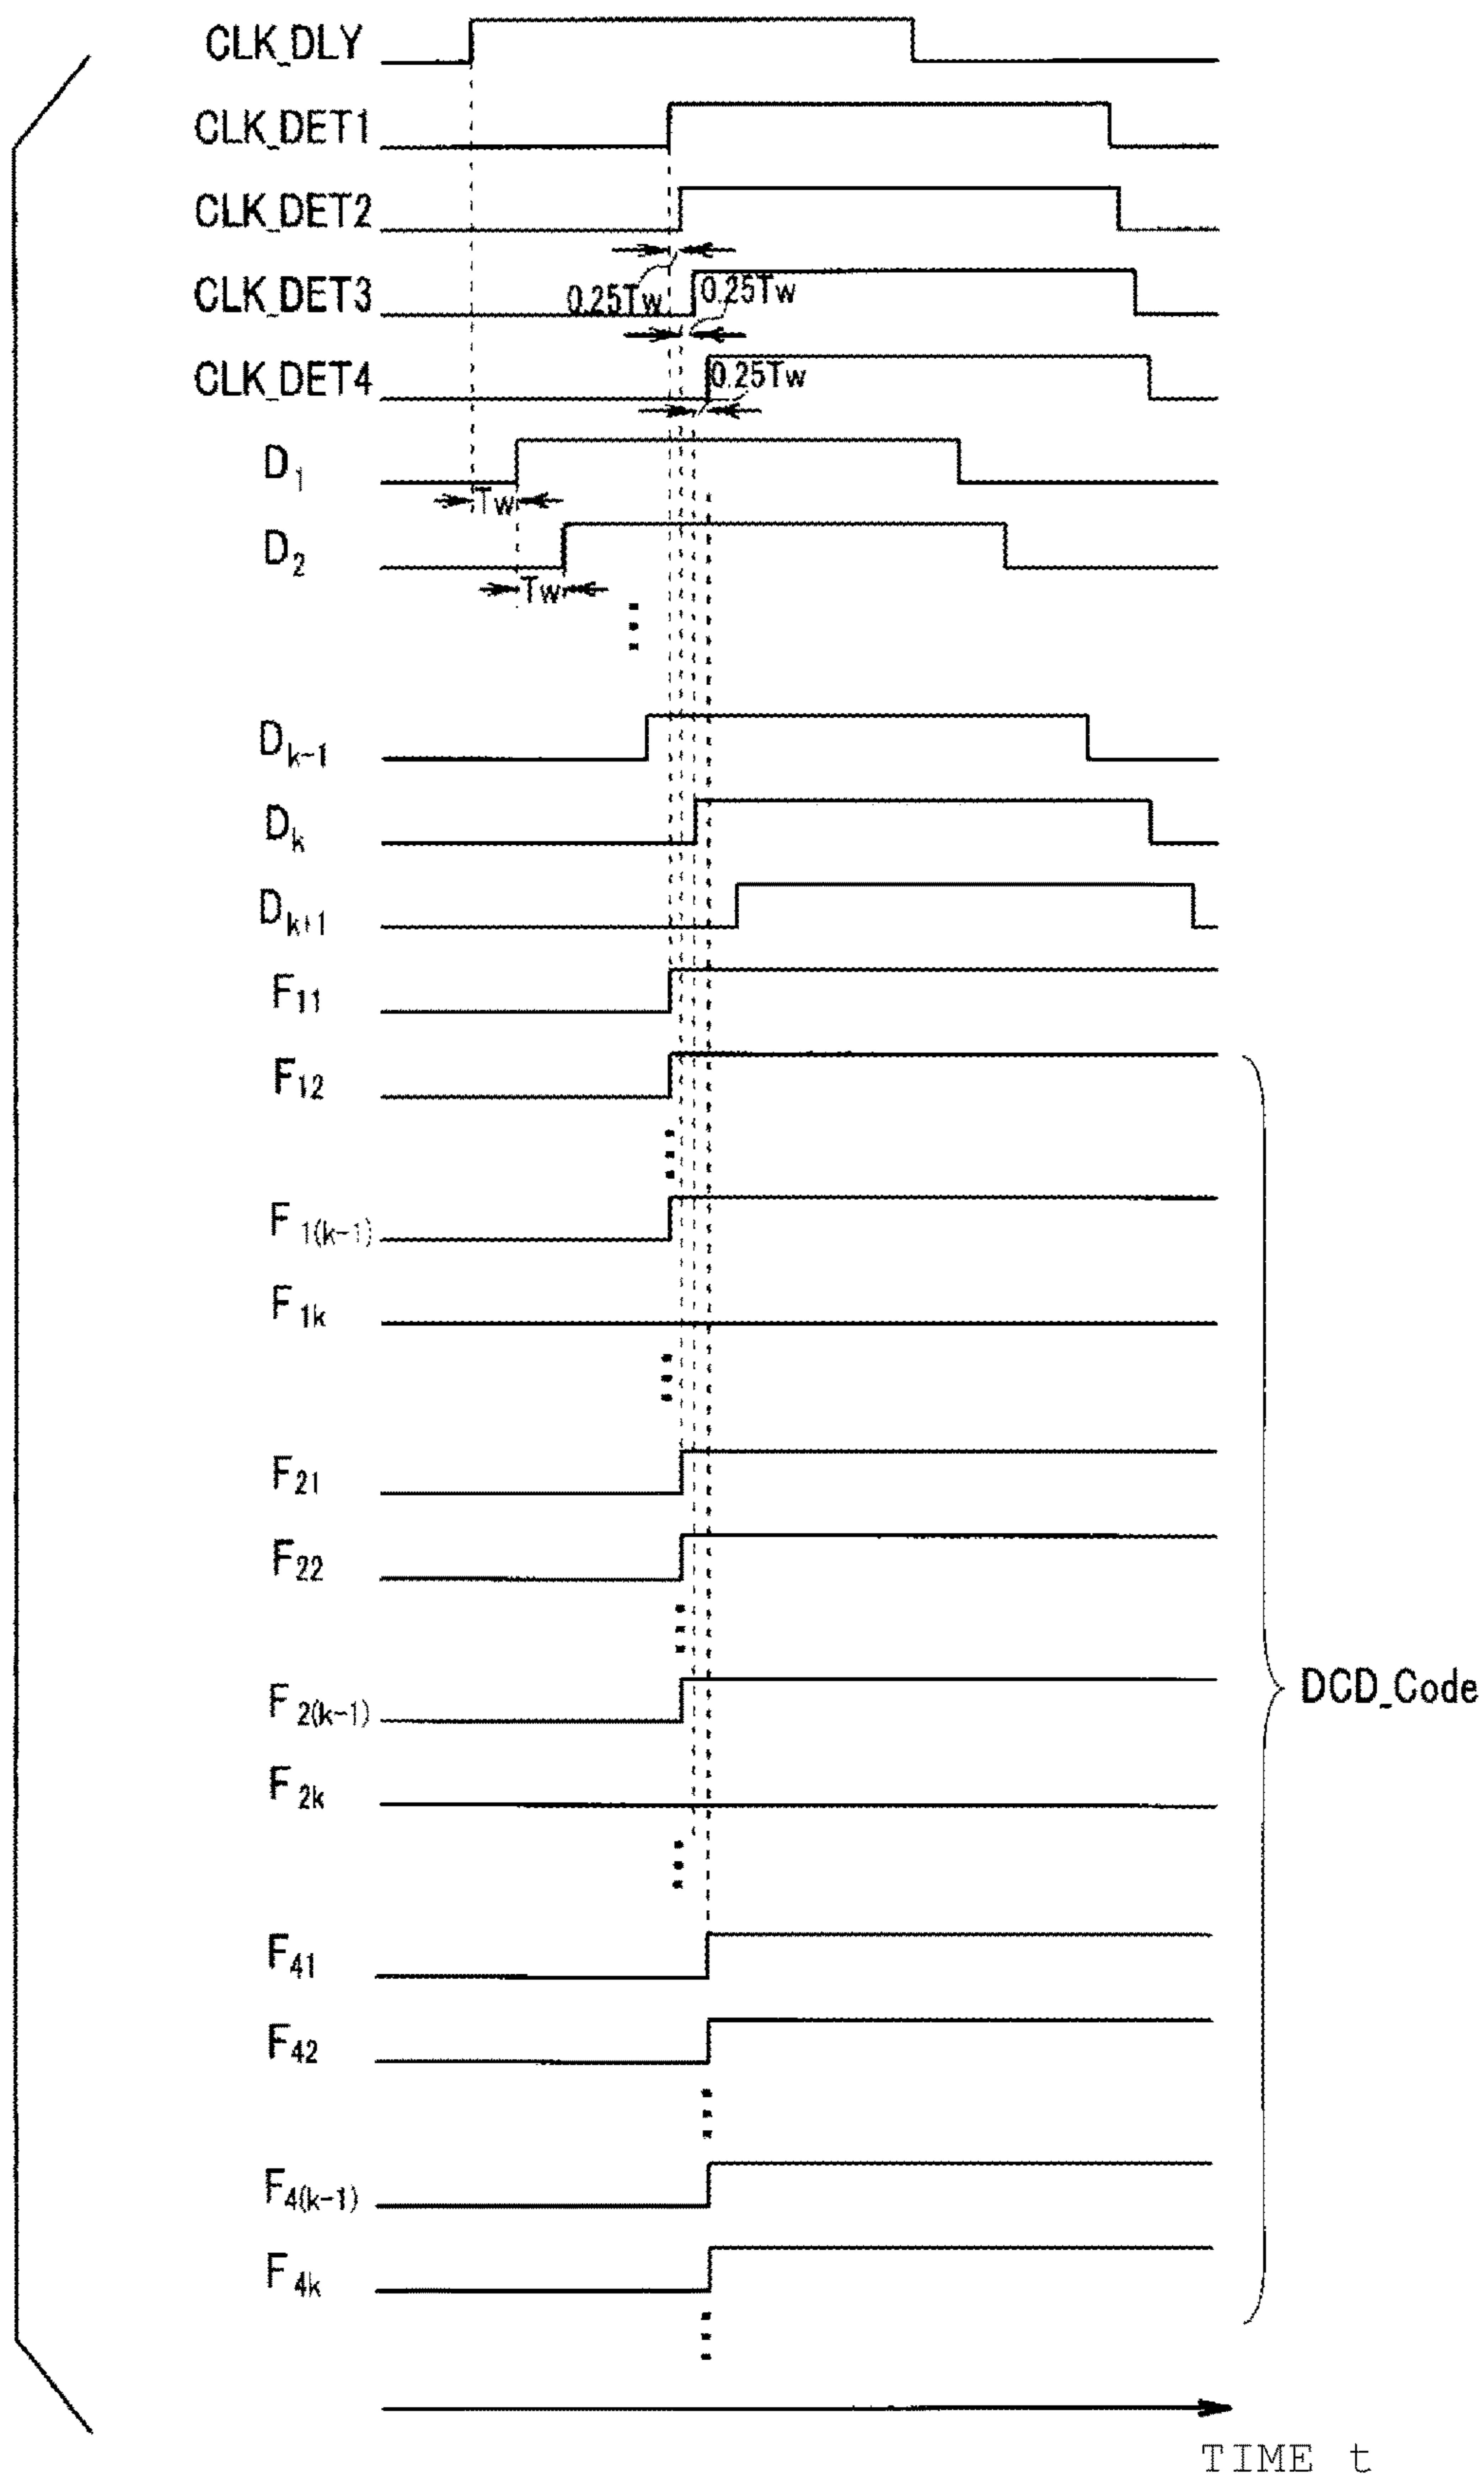 CLK_DLY
CLK_DET1
CLK_DET2
0.25Tw
CLK_DET3
0.25Tw
CLK_DET4
0.25Tw
D1
Tw
D2
Tw
Dk-1
Dk
Dk+1
F11
F12
F1(k-1)
F1k
F21
F22
F2(k-1)
DCD_Code
F2k
F41
F42
F4(k-1)
F4k
TIME t